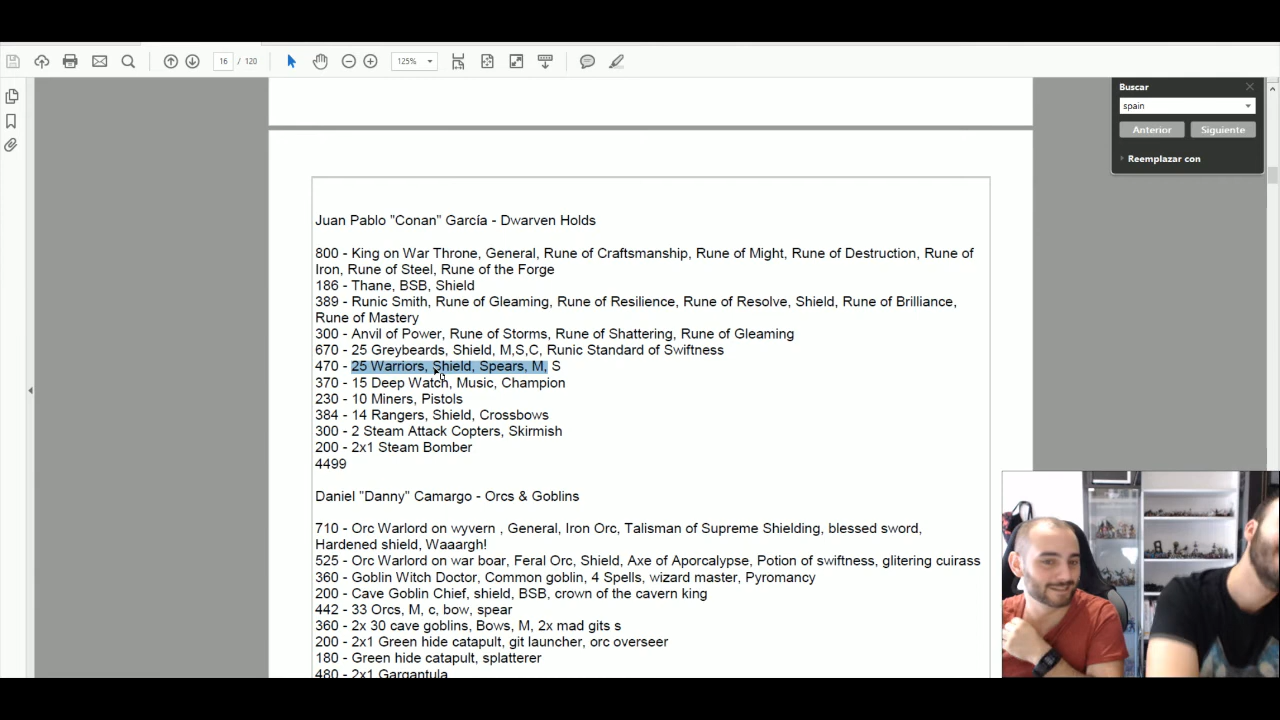 16 / 120
125%
Buscar
spain
Anterior
Siguiente
Reemplazar con
Juan Pablo "Conan" García - Dwarven Holds
800 - King on War Throne, General, Rune of Craftsmanship, Rune of Might, Rune of Destruction, Rune of
Iron, Rune of Steel, Rune of the Forge
186 - Thane, BSB, Shield
389 - Runic Smith, Rune of Gleaming, Rune of Resilience, Rune of Resolve, Shield, Rune of Brilliance,
Rune of Mastery
300 - Anvil of Power, Rune of Storms, Rune of Shattering, Rune of Gleaming
670 - 25 Greybeards, Shield, M,S,C, Runic Standard of Swiftness
470 - 25 Warriors, Shield, Spears, M, S
370 - 15 Deep Watch, Music, Champion
230 - 10 Miners, Pistols
384 - 14 Rangers, Shield, Crossbows
300 - 2 Steam Attack Copters, Skirmish
200 - 2x1 Steam Bomber
4499
Daniel "Danny" Camargo - Orcs & Goblins
710 - Orc Warlord on wyvern , General, Iron Orc, Talisman of Supreme Shielding, blessed sword,
Hardened shield, Waaargh!
525 - Orc Warlord on war boar, Feral Orc, Shield, Axe of Aporcalypse, Potion of swiftness, glitering cuirass
360 - Goblin Witch Doctor, Common goblin, 4 Spells, wizard master, Pyromancy
200 - Cave Goblin Chief, shield, BSB, crown of the cavern king
442 - 33 Orcs, M, c, bow, spear
360 - 2x 30 cave goblins, Bows, M, 2x mad gits s
200 - 2x1 Green hide catapult, git launcher, orc overseer
180 - Green hide catapult, splatterer
480 - 2x1 Gargantula